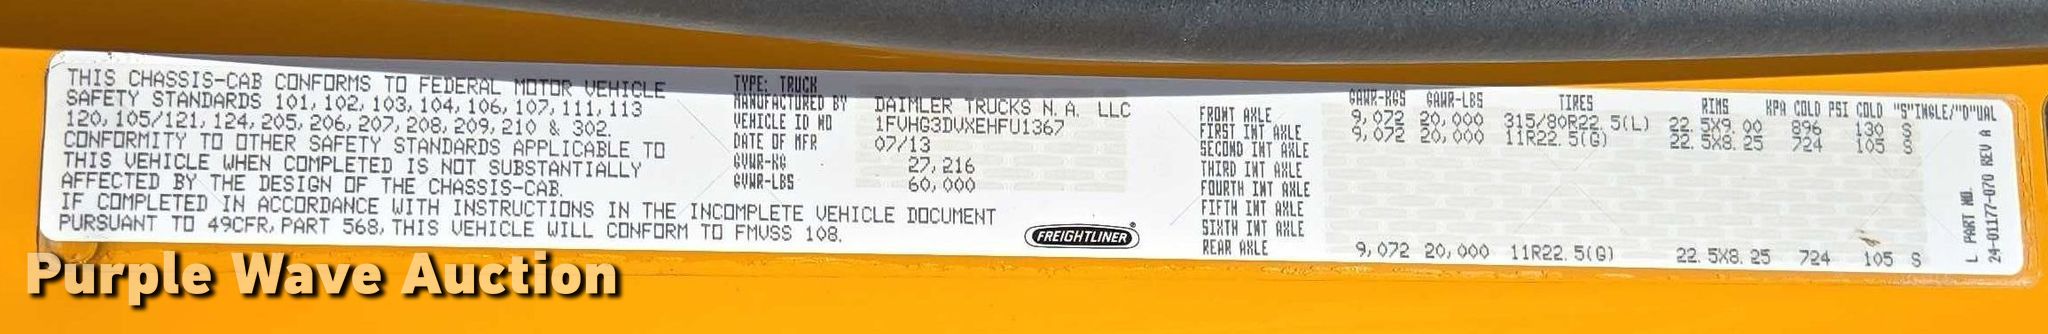 THIS CHASSIS-CAB CONFORMS TO FEDERAL MOTOR VEHICLE
SAFETY STANDARDS 101, 102, 103, 104, 106, 107, 111, 113
120, 105/121, 124, 205, 206, 207, 208, 209, 210 & 302.
CONFORMITY TO OTHER SAFETY STANDARDS APPLICABLE TO
THIS VEHICLE WHEN COMPLETED IS NOT SUBSTANTIALLY
AFFECTED BY THE DESIGN OF THE CHASSIS-CAB.
IF COMPLETED IN ACCORDANCE WITH INSTRUCTIONS IN THE INCOMPLETE VEHICLE DOCUMENT
PURSUANT TO 49CFR, PART 568, THIS VEHICLE WILL CONFORM TO FMVSS 108.
TYPE: TRUCK
MANUFACTURED BY DAIMLER TRUCKS N.A. LLC
VEHICLE ID NO 1FVHG3DVXEHFU1367
DATE OF MFR 07/13
GVWR-KG 27,216
GVWR-LBS 60,000
FREIGHTLINER®
GAWR-KGS GAWR-LBS TIRES RIMS KPA COLD PSI COLD "S"INGLE/"D"UAL
FRONT AXLE 9,072 20,000 315/80R22.5(L) 22.5X9.00 896 130 S
FIRST INT AXLE 9,072 20,000 11R22.5(G) 22.5X8.25 724 105 S
SECOND INT AXLE
THIRD INT AXLE
FOURTH INT AXLE
FIFTH INT AXLE
SIXTH INT AXLE
REAR AXLE 9,072 20,000 11R22.5(G) 22.5X8.25 724 105 S
L PART NO.
24-01177-070 REV A
Purple Wave Auction